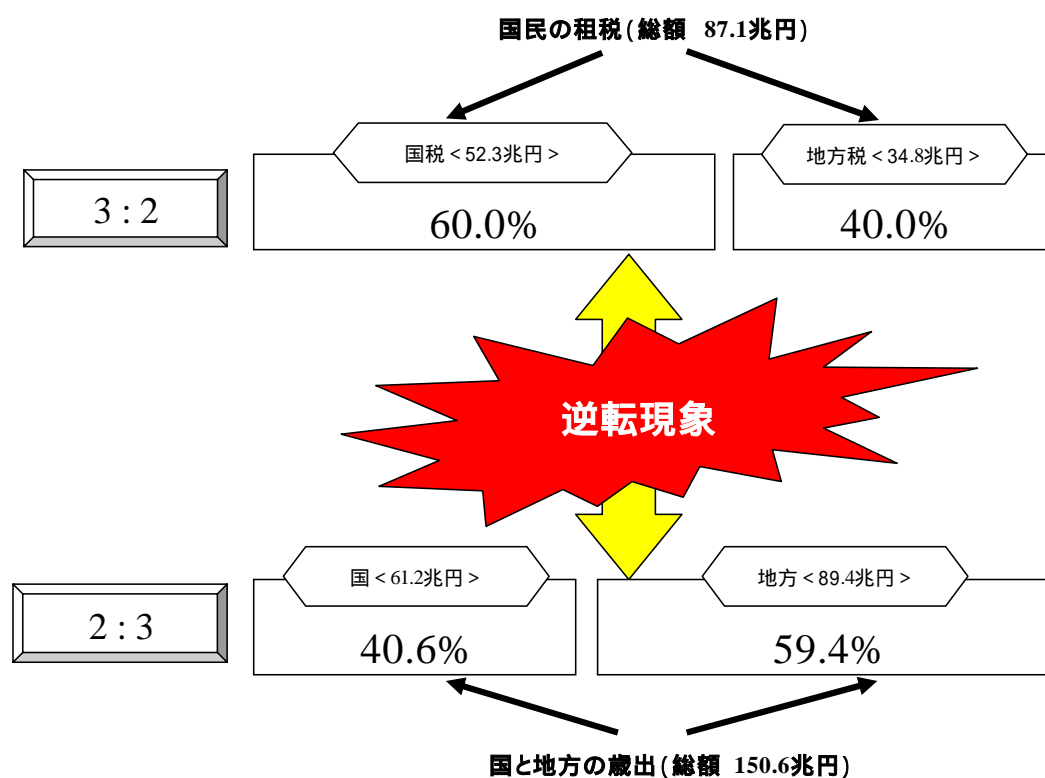 国民の租税(総額 87.1兆円)
国税<52.3兆円>
地方税<34.8兆円>
3:2
60.0%
40.0%
逆転現象
国<61.2兆円>
地方<89.4兆円>
2:3
40.6%
59.4%
国と地方の歳出(総額 150.6兆円)